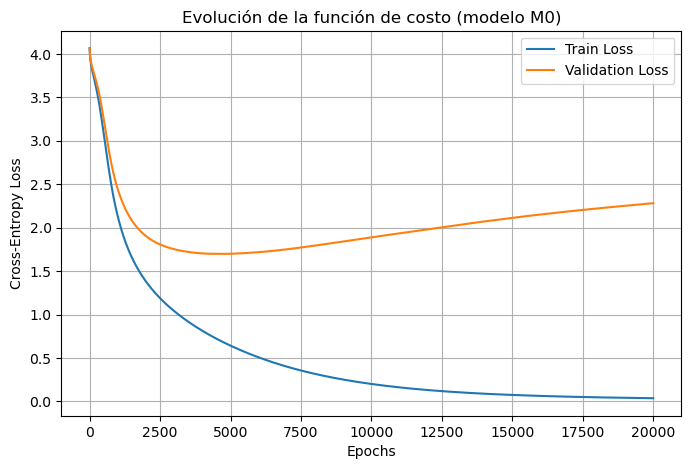 Evolución de la función de costo (modelo M0)
Train Loss
Validation Loss
Cross-Entropy Loss
4.0
3.5
3.0
2.5
2.0
1.5
1.0
0.5
0.0
0 2500 5000 7500 10000 12500 15000 17500 20000
Epochs